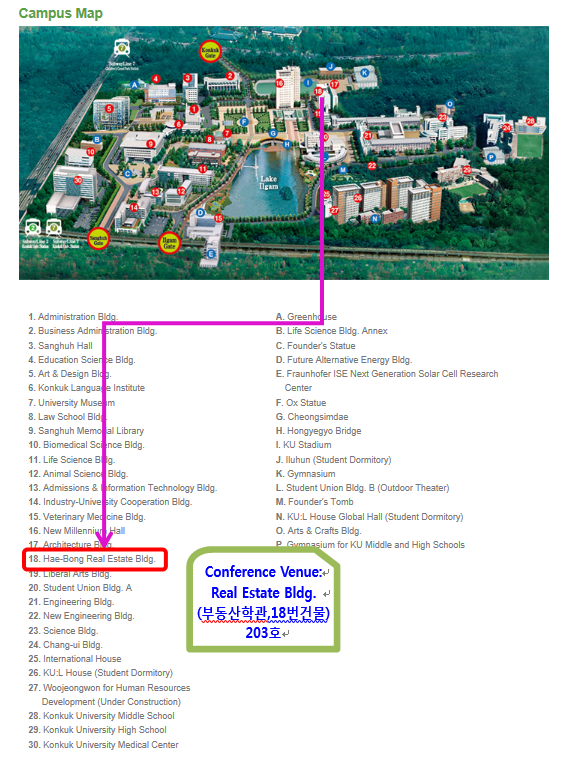 Campus Map
Subway Line 7
Konkuk
Gate
Lake
Ilgam
Sanghuh
Gate
Ilgam
Gate
1. Administration Bldg.
2. Business Administration Bldg.
3. Sanghuh Hall
4. Education Science Bldg.
5. Art & Design Bldg.
6. Konkuk Language Institute
7. University Museum
8. Law School Bldg.
9. Sanghuh Memorial Library
10. Biomedical Science Bldg.
11. Life Science Bldg.
12. Animal Science Bldg.
13. Admissions & Information Technology Bldg.
14. Industry-University Cooperation Bldg.
15. Veterinary Medicine Bldg.
16. New Millennium Hall
17. Architecture Bldg.
18. Hae-Bong Real Estate Bldg.
19. Liberal Arts Bldg.
20. Student Union Bldg. A
21. Engineering Bldg.
22. New Engineering Bldg.
23. Science Bldg.
24. Chang-ui Bldg.
25. International House
26. KU:L House (Student Dormitory)
27. Woojeongwon for Human Resources
Development (Under Construction)
28. Konkuk University Middle School
29. Konkuk University High School
30. Konkuk University Medical Center
A. Greenhouse
B. Life Science Bldg. Annex
C. Founder's Statue
D. Future Alternative Energy Bldg.
E. Fraunhofer ISE Next Generation Solar Cell Research
Center
F. Ox Statue
G. Cheongsimdae
H. Hongyegyo Bridge
I. KU Stadium
J. Iluhun (Student Dormitory)
K. Gymnasium
L. Student Union Bldg. B (Outdoor Theater)
M. Founder's Tomb
N. KU:L House Global Hall (Student Dormitory)
O. Arts & Crafts Bldg.
P. Gymnasium for KU Middle and High Schools
Conference Venue:
Real Estate Bldg.
(부동산학관,18번건물)
203호